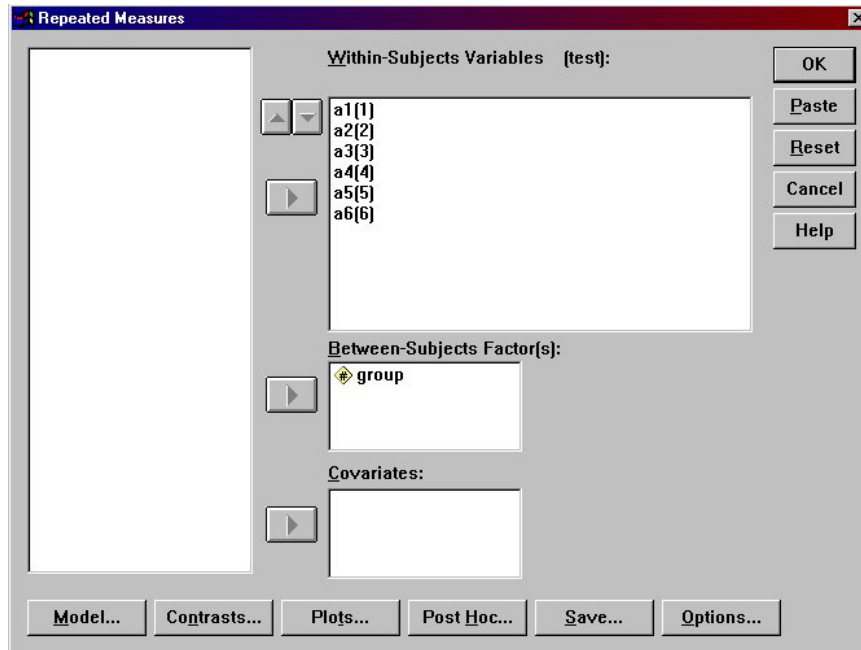 Repeated Measures
Within-Subjects Variables (test):
a1(1)
a2(2)
a3(3)
a4(4)
a5(5)
a6(6)
OK
Paste
Reset
Cancel
Help
Between-Subjects Factor(s):
# group
Covariates:
Model... Contrasts... Plots... Post Hoc... Save... Options...